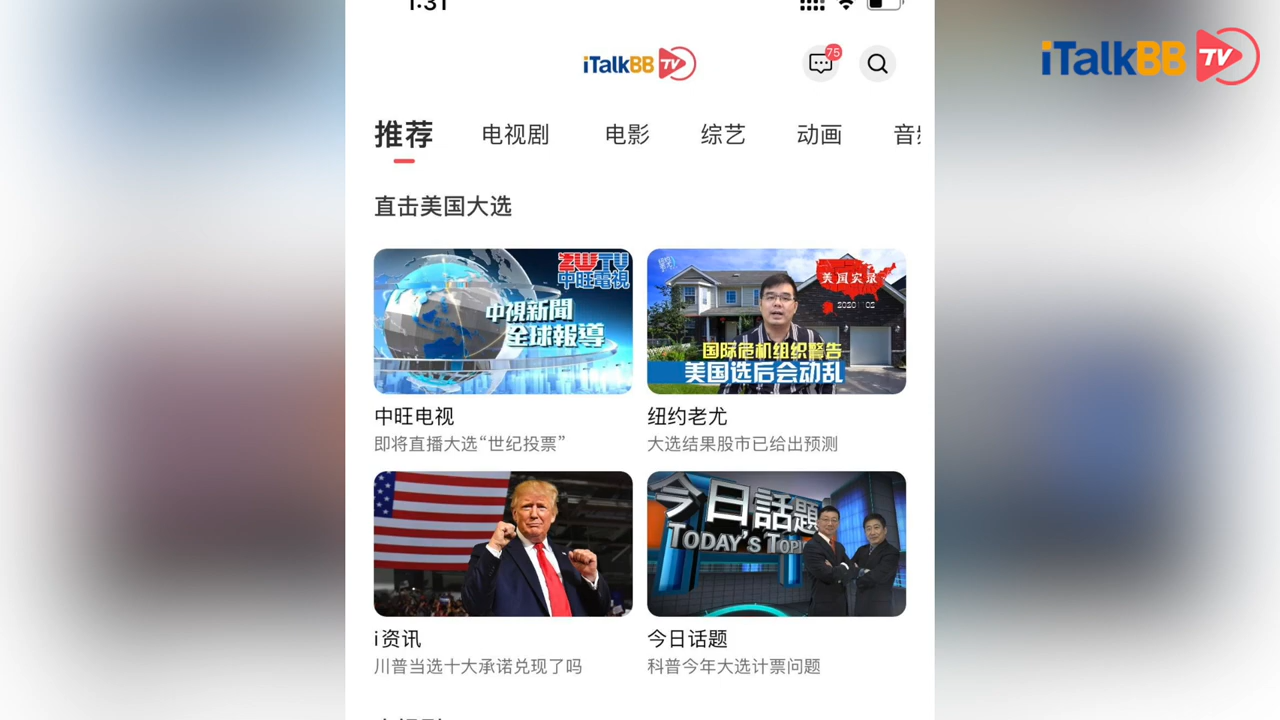 1:31
iTalkBB TV
75
iTalkBB TV
推荐
电视剧
电影
综艺
动画
直击美国大选
ZWTV
中旺電視
中視新聞
全球報導
美国实录
2020 11 02
国际危机组织警告
美国选后会动乱
中旺电视
即将直播大选“世纪投票”
纽约老尤
大选结果股市已给出预测
今日話題
TODAY'S TOPIC
i资讯
川普当选十大承诺兑现了吗
今日话题
科普今年大选计票问题